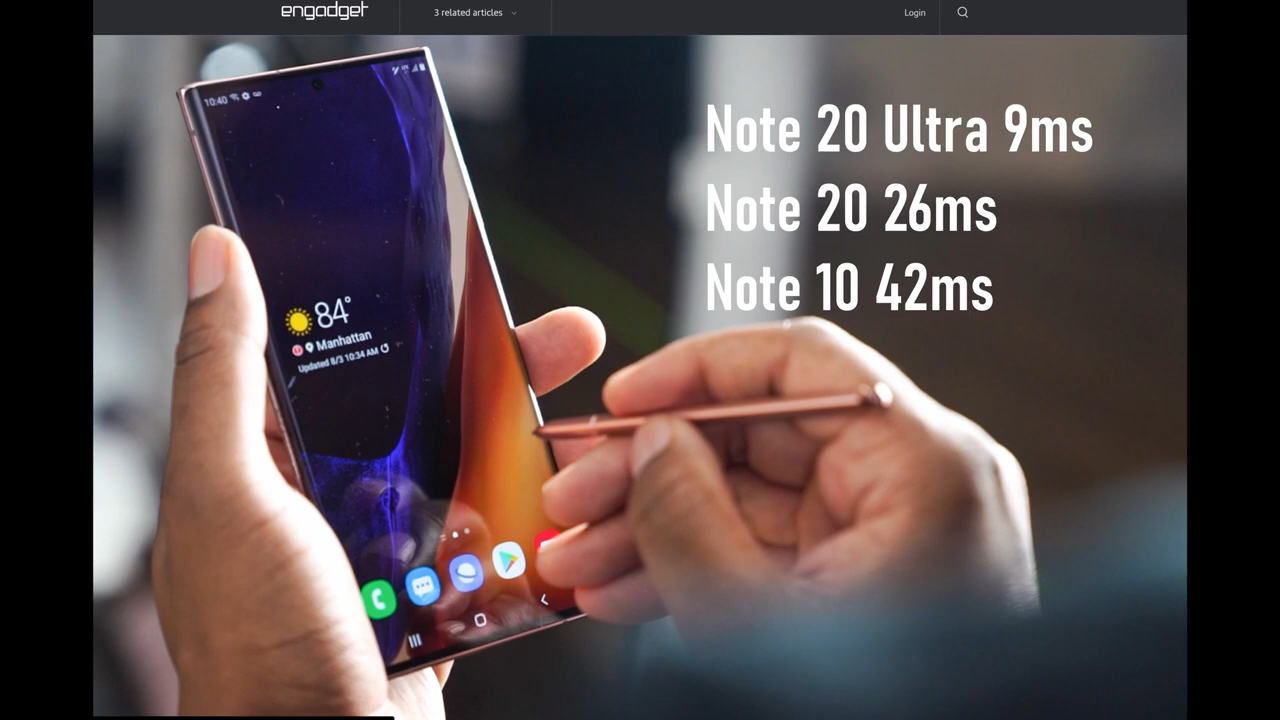 engadget
3 related articles
Login
Note 20 Ultra 9ms
Note 20 26ms
Note 10 42ms
10:40
84°
Manhattan
Updated 8/3 10:34 AM